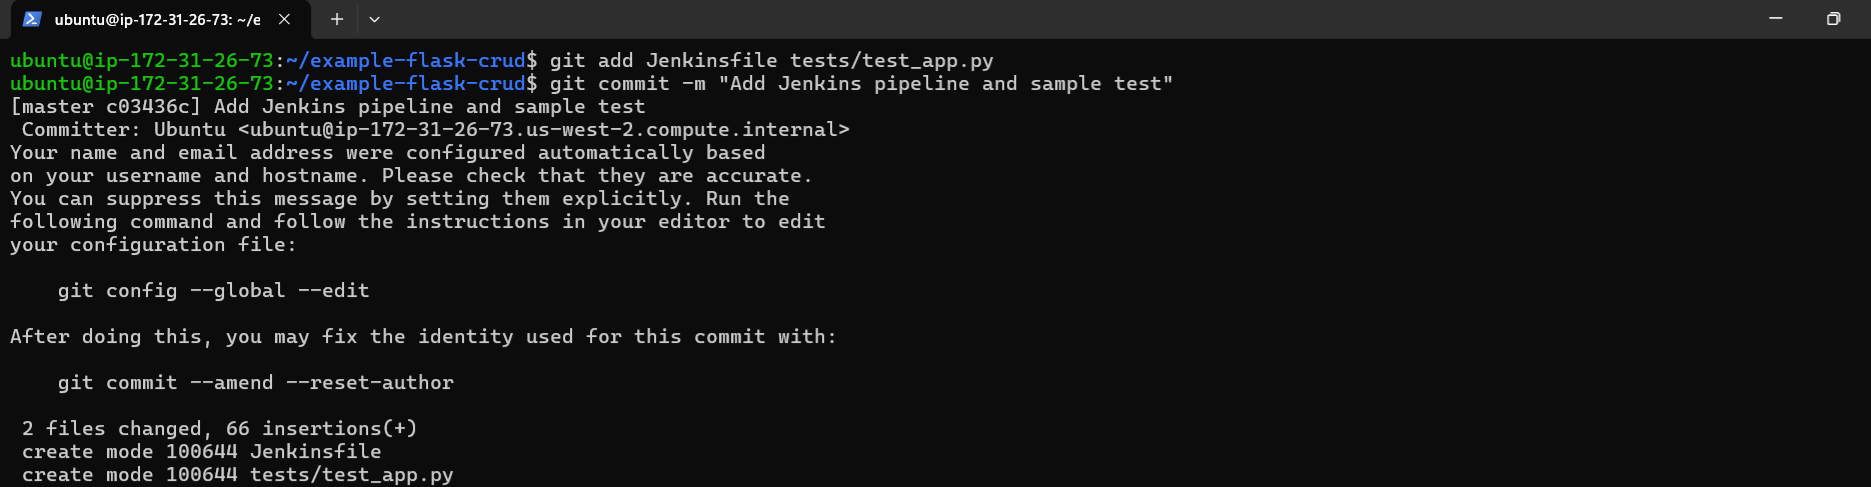 ubuntu@ip-172-31-26-73: ~/e
ubuntu@ip-172-31-26-73:~/example-flask-crud$ git add Jenkinsfile tests/test_app.py
ubuntu@ip-172-31-26-73:~/example-flask-crud$ git commit -m "Add Jenkins pipeline and sample test"
[master c03436c] Add Jenkins pipeline and sample test
 Committer: Ubuntu <ubuntu@ip-172-31-26-73.us-west-2.compute.internal>
Your name and email address were configured automatically based
on your username and hostname. Please check that they are accurate.
You can suppress this message by setting them explicitly. Run the
following command and follow the instructions in your editor to edit
your configuration file:

    git config --global --edit

After doing this, you may fix the identity used for this commit with:

    git commit --amend --reset-author

 2 files changed, 66 insertions(+)
 create mode 100644 Jenkinsfile
 create mode 100644 tests/test_app.py